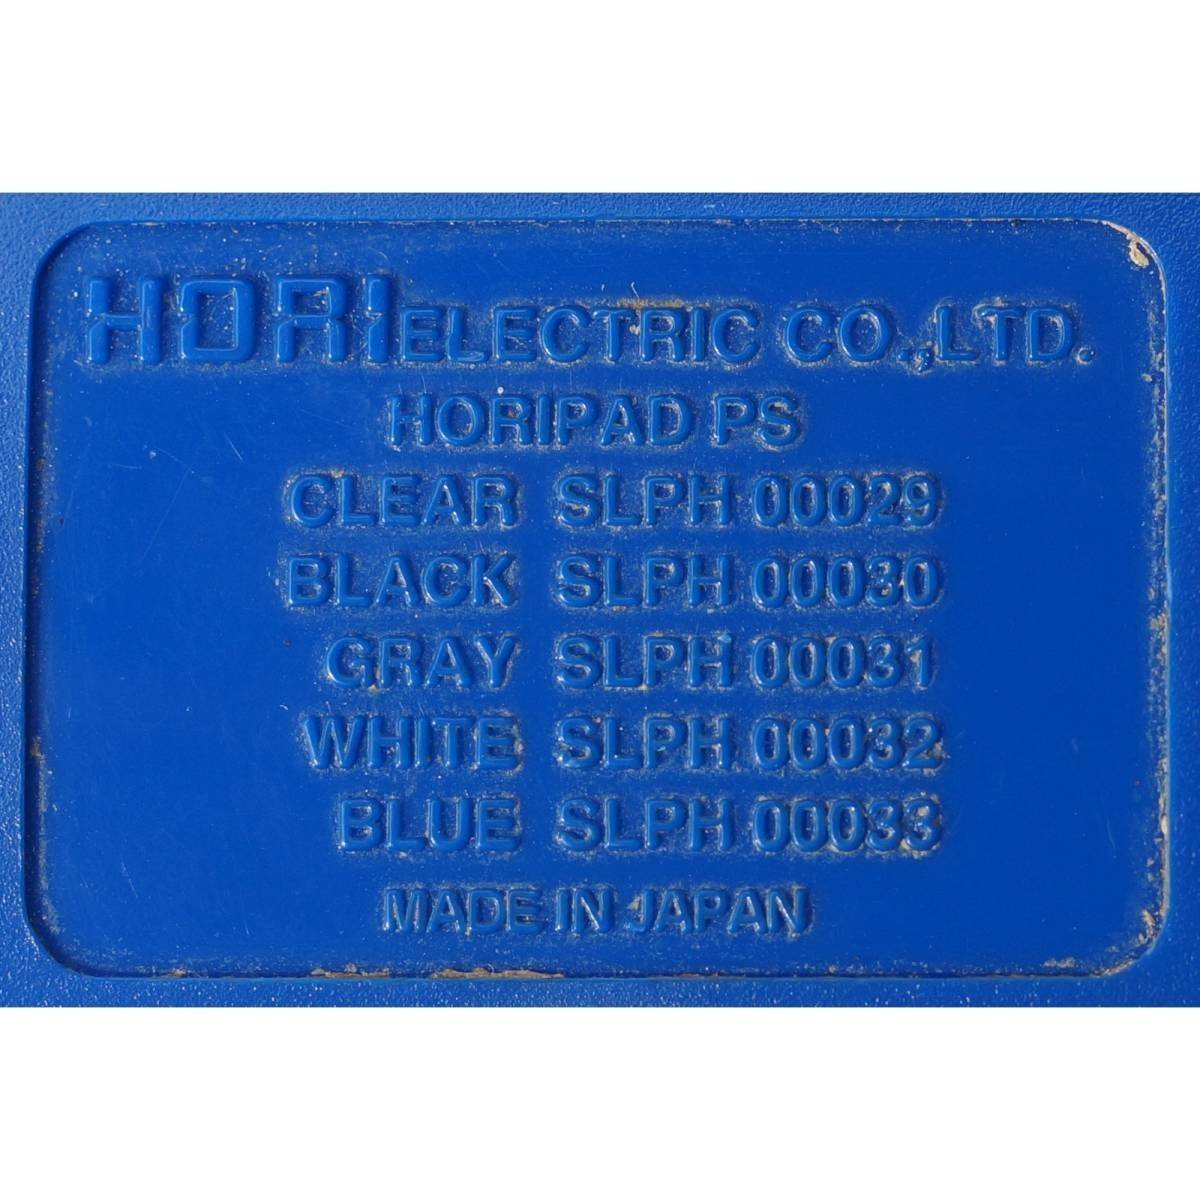 HORI ELECTRIC CO.,LTD.
HORIPAD PS
CLEAR SLPH 00029
BLACK SLPH 00030
GRAY SLPH 00031
WHITE SLPH 00032
BLUE SLPH 00033
MADE IN JAPAN